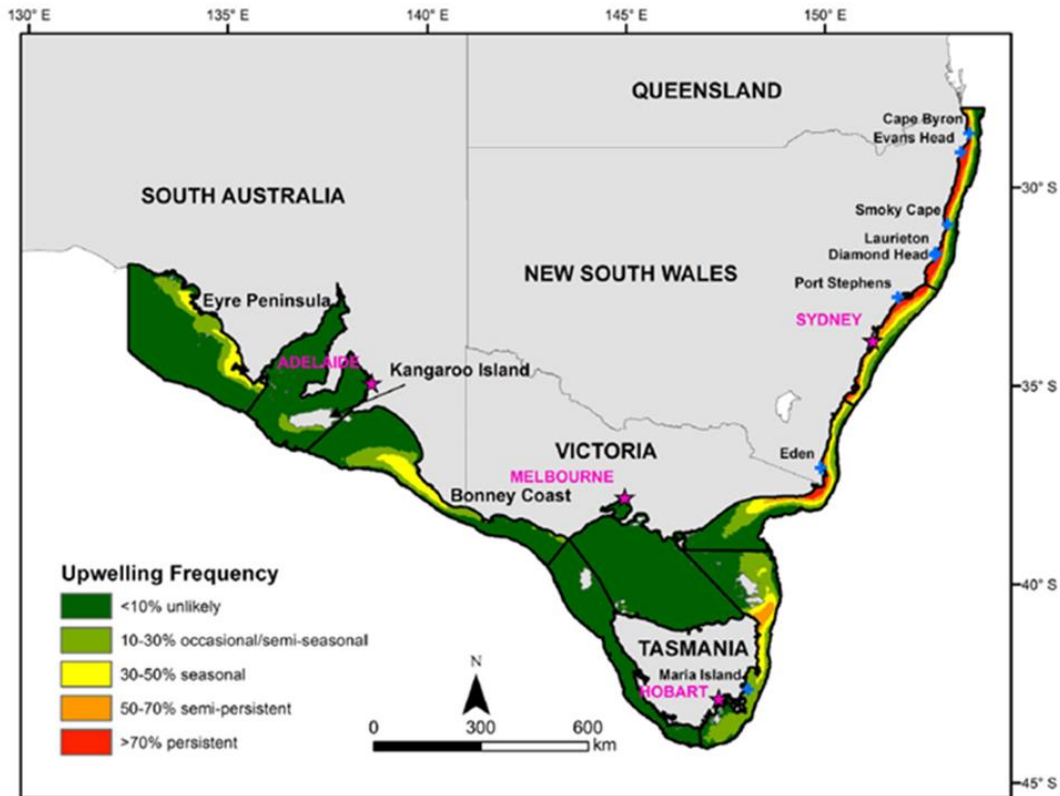 130° E
135° E
140° E
145° E
150° E
QUEENSLAND
Cape Byron
Evans Head
30° S
SOUTH AUSTRALIA
Smoky Cape
Laurieton
Diamond Head
NEW SOUTH WALES
Port Stephens
Eyre Peninsula
SYDNEY
ADELAIDE
Kangaroo Island
35° S
VICTORIA
Eden
MELBOURNE
Bonney Coast
Upwelling Frequency
<10% unlikely
10-30% occasional/semi-seasonal
30-50% seasonal
50-70% semi-persistent
>70% persistent
40° S
TASMANIA
Maria Island
HOBART
N
0 300 600
km
45° S